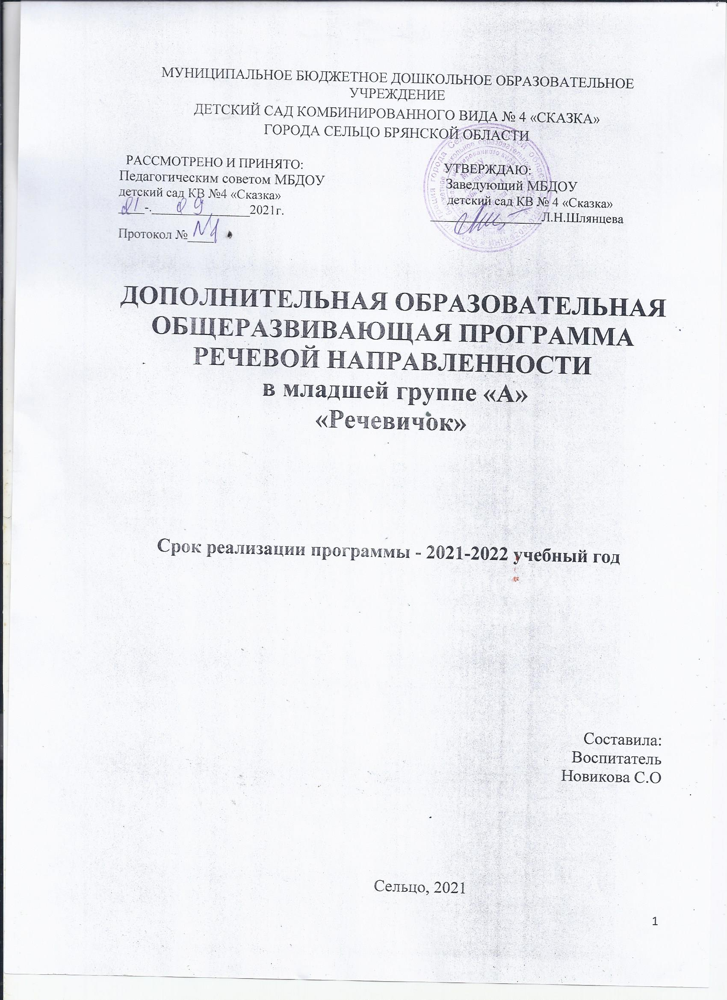 МУНИЦИПАЛЬНОЕ БЮДЖЕТНОЕ ДОШКОЛЬНОЕ ОБРАЗОВАТЕЛЬНОЕ
УЧРЕЖДЕНИЕ
ДЕТСКИЙ САД КОМБИНИРОВАННОГО ВИДА № 4 «СКАЗКА»
ГОРОДА СЕЛЬЦО БРЯНСКОЙ ОБЛАСТИ
РАССМОТРЕНО И ПРИНЯТО:
Педагогическим советом МБДОУ
детский сад КВ №4 «Сказка»
01-.09 2021г.
Протокол № №1
УТВЕРЖДАЮ:
Заведующий МБДОУ
детский сад КВ № 4 «Сказка»
Л.Н.Шлянцева
ДОПОЛНИТЕЛЬНАЯ ОБРАЗОВАТЕЛЬНАЯ
ОБЩЕРАЗВИВАЮЩАЯ ПРОГРАММА
РЕЧЕВОЙ НАПРАВЛЕННОСТИ
в младшей группе «А»
«Речевичок»
Срок реализации программы - 2021-2022 учебный год
Составила:
Воспитатель
Новикова С.О
Сельцо, 2021
1